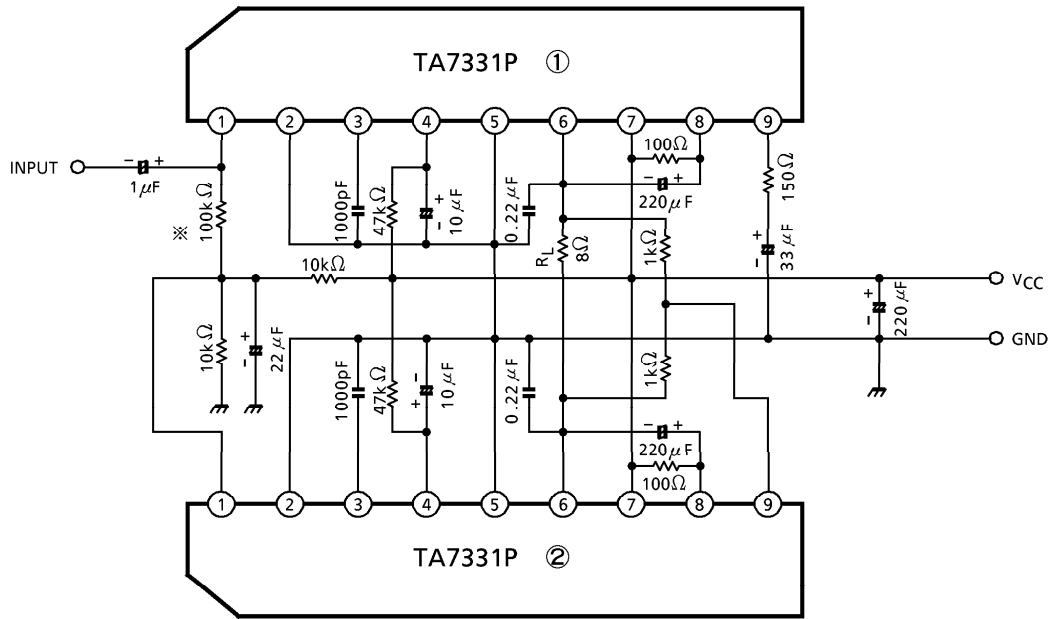 TA7331P ①
1 2 3 4 5 6 7 8 9
INPUT
1μF
※
100kΩ
1000pF
47kΩ
10μF
0.22μF
100Ω
220μF
150Ω
33μF
RL
8Ω
1kΩ
10kΩ
VCC
220μF
GND
10kΩ
22μF
1000pF
47kΩ
10μF
0.22μF
1kΩ
220μF
100Ω
1 2 3 4 5 6 7 8 9
TA7331P ②